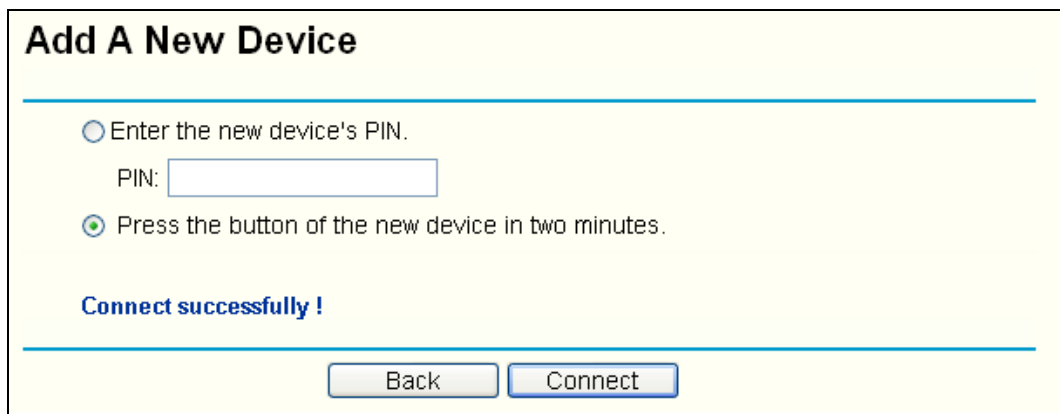 Add A New Device
Enter the new device's PIN.
PIN:
Press the button of the new device in two minutes.
Connect successfully !
Back Connect